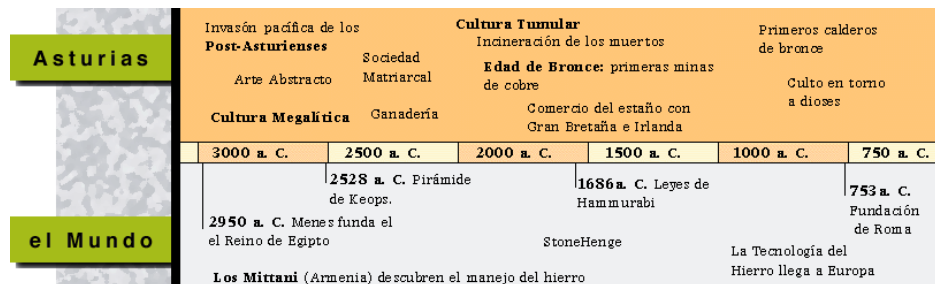 Asturias
Invasón pacífica de los
Post-Asturienses
Arte Abstracto
Cultura Megalítica
Sociedad
Matriarcal
Ganadería
Cultura Tumular
Incineración de los muertos
Edad de Bronce: primeras minas
de cobre
Comercio del estaño con
Gran Bretaña e Irlanda
Primeros calderos
de bronce
Culto en torno
a dioses
3000 a. C. 2500 a. C. 2000 a. C. 1500 a. C. 1000 a. C. 750 a. C.
el Mundo
2950 a. C. Menes funda el
el Reino de Egipto
2528 a. C. Pirámide
de Keops.
1686 a. C. Leyes de
Hammurabi
StoneHenge
Los Mittani (Armenia) descubren el manejo del hierro
753 a. C.
Fundación
de Roma
La Tecnología del
Hierro llega a Europa